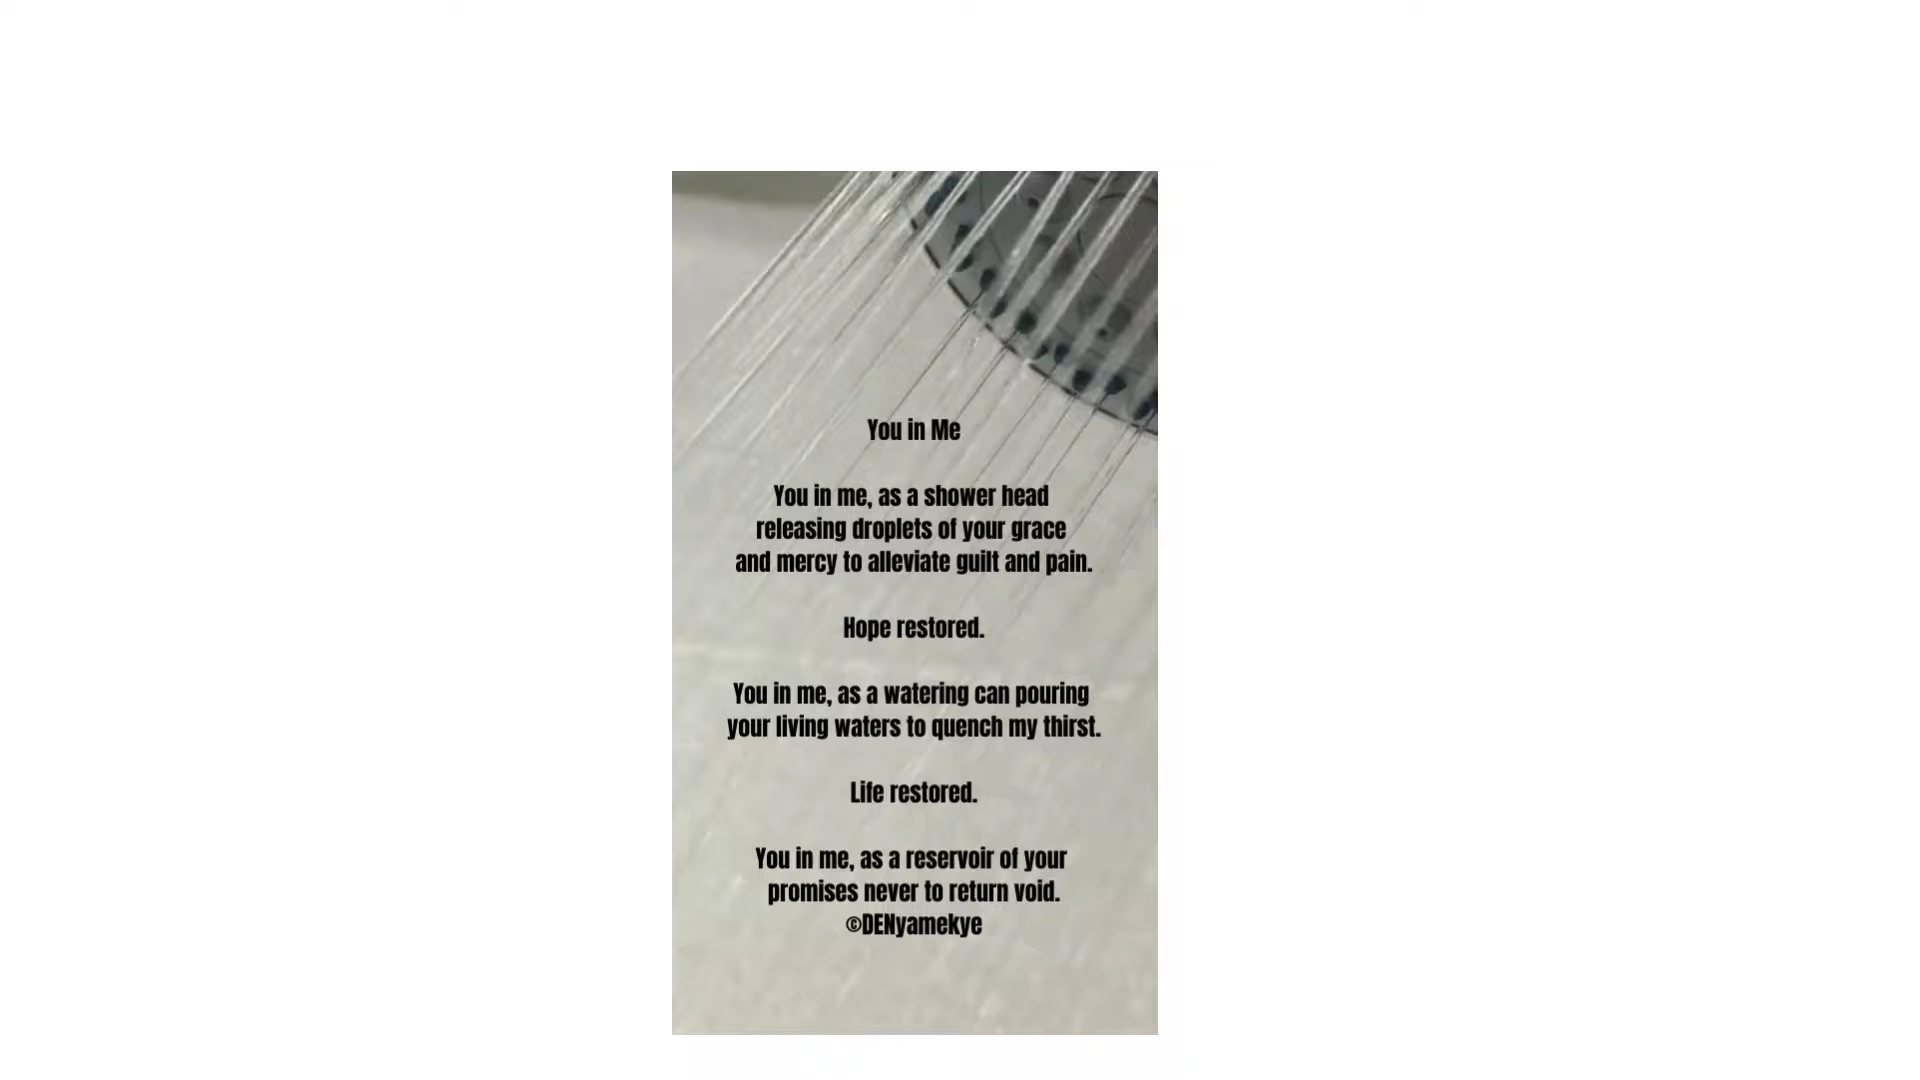 You in Me
You in me, as a shower head
releasing droplets of your grace
and mercy to alleviate guilt and pain.
Hope restored.
You in me, as a watering can pouring
your living waters to quench my thirst.
Life restored.
You in me, as a reservoir of your
promises never to return void.
©DENyamekye